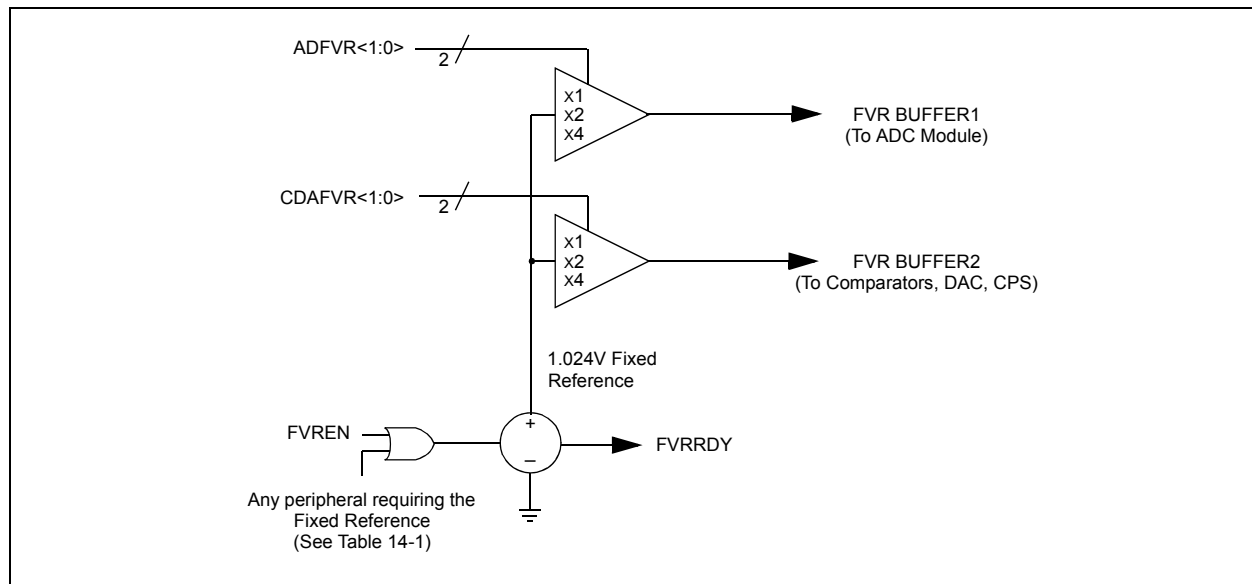 ADFVR<1:0>
2
X1
X2
X4
FVR BUFFER1
(To ADC Module)
CDAFVR<1:0>
2
X1
X2
X4
FVR BUFFER2
(To Comparators, DAC, CPS)
1.024V Fixed
Reference
FVREN
+
_
FVRRDY
Any peripheral requiring the
Fixed Reference
(See Table 14-1)